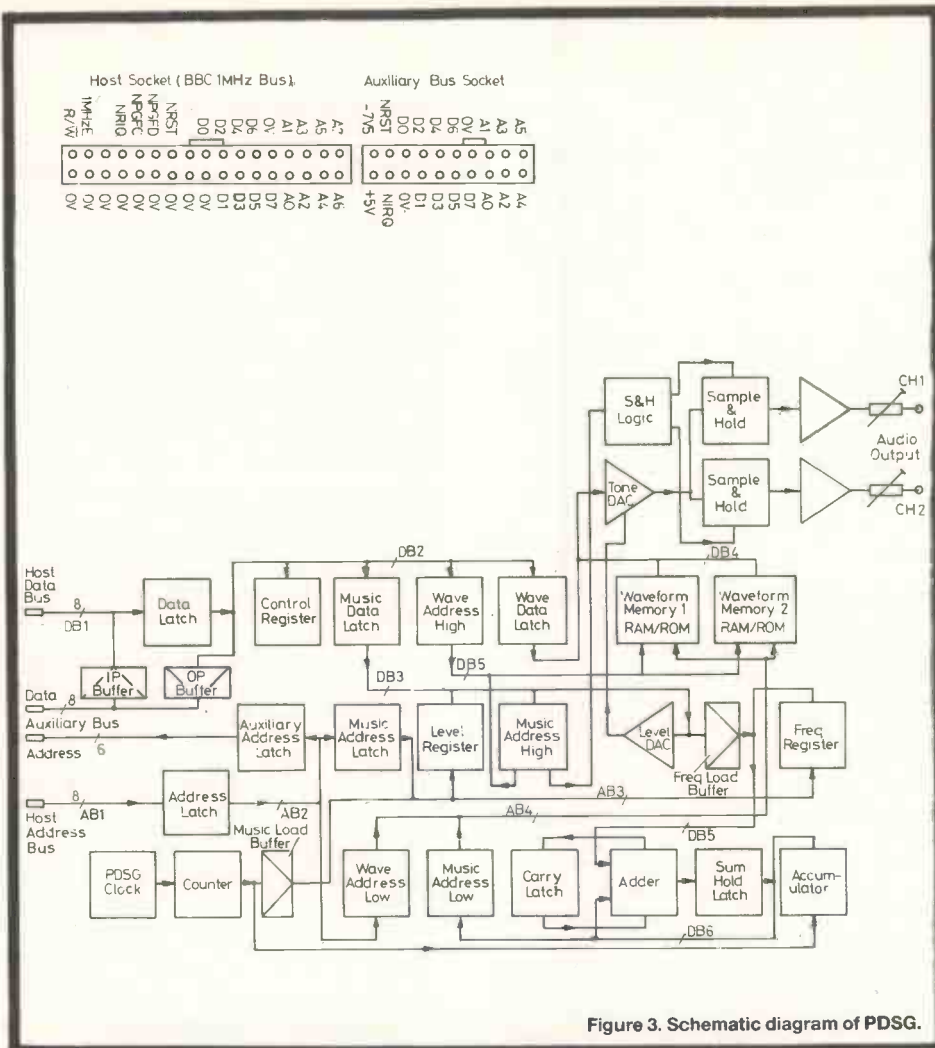 Host Socket (BBC 1MHz Bus).
Auxiliary Bus Socket
R/W 1MHzE NRIQ NPGFC NPGFD NRST D0 D2 D4 D6 0V A1 A3 A5
-7V5 NRST D0 D2 D4 D6 0V A1 A3 A5
0V 0V 0V 0V 0V 0V 0V 0V 0V D1 D3 D5 D7 A0 A2 A4 A6
+5V NIRQ 0V D1 D3 D5 D7 A0 A2 A4
S&H
Logic
Sample
&
Hold
CH1
Audio
Output
Tone
DAC
Sample
&
Hold
CH2
DB2
DB4
Host
Data
Bus
8
DB1
Data
Latch
Control
Register
Music
Data
Latch
Wave
Address
High
Wave
Data
Latch
Waveform
Memory 1
RAM/ROM
Waveform
Memory 2
RAM/ROM
IP
Buffer
OP
Buffer
DB3
DB5
Data
8
Auxiliary Bus
Address
6
Auxiliary
Address
Latch
Music
Address
Latch
Level
Register
Music
Address
High
Level
DAC
Freq Load
Buffer
Freq
Register
Host
Address
Bus
8
AB1
Address
Latch
AB2
AB3
AB4
DB5
Music Load
Buffer
PDSG
Clock
Counter
Wave
Address
Low
Music
Address
Low
Carry
Latch
Adder
Sum
Hold
Latch
Accum-
ulator
DB6
Figure 3. Schematic diagram of PDSG.